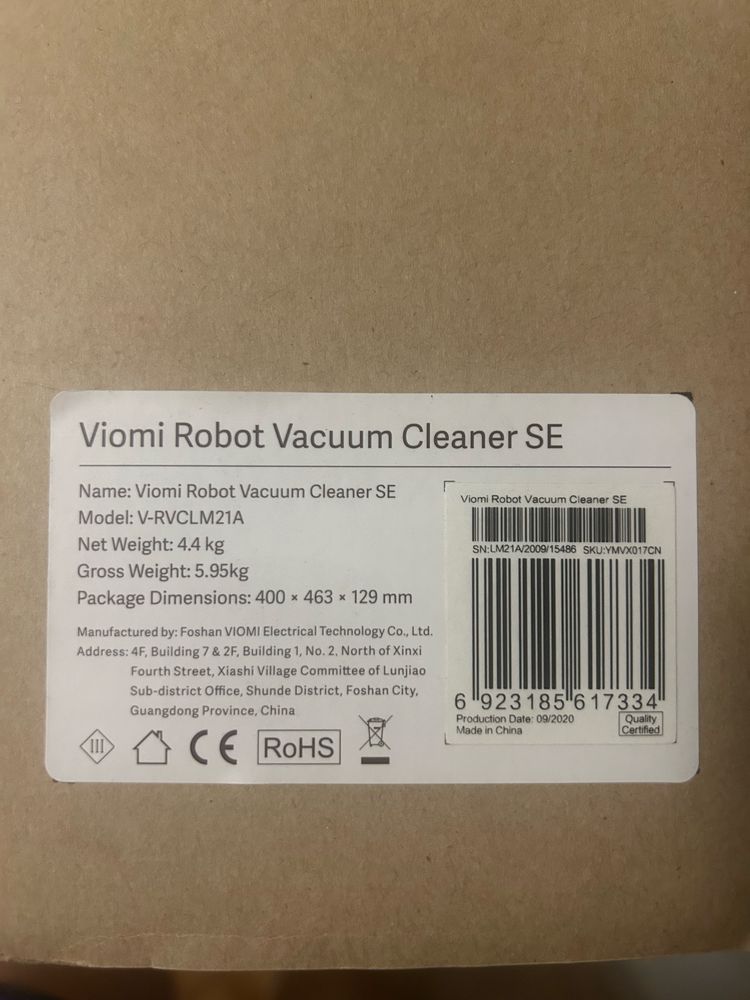 Viomi Robot Vacuum Cleaner SE
Name: Viomi Robot Vacuum Cleaner SE
Model: V-RVCLM21A
Net Weight: 4.4 kg
Gross Weight: 5.95kg
Package Dimensions: 400 × 463 × 129 mm
Manufactured by: Foshan VIOMI Electrical Technology Co., Ltd.
Address: 4F, Building 7 & 2F, Building 1, No. 2, North of Xinxi
Fourth Street, Xiashi Village Committee of Lunjiao
Sub-district Office, Shunde District, Foshan City,
Guangdong Province, China
III
CE
RoHS
Viomi Robot Vacuum Cleaner SE
SN:LM21A/2009/15486 SKU:YMVX017CN
6 923185 617334
Production Date: 09/2020
Made in China
Quality
Certified